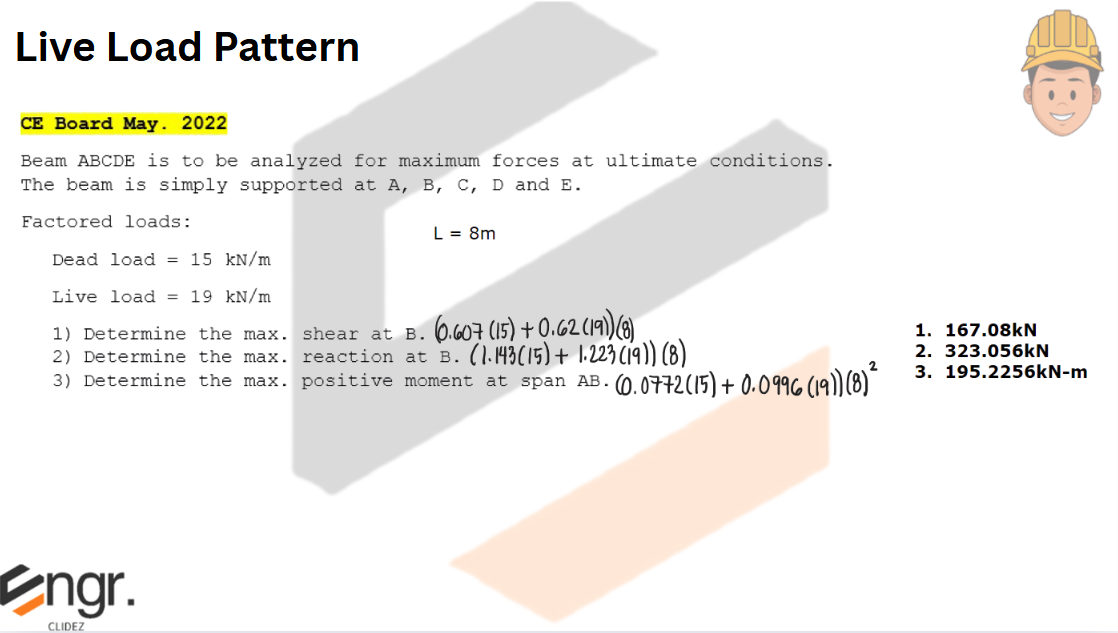 Live Load Pattern
CE Board May. 2022
Beam ABCDE is to be analyzed for maximum forces at ultimate conditions.
The beam is simply supported at A, B, C, D and E.
Factored loads:
L = 8m
Dead load = 15 kN/m
Live load = 19 kN/m
1) Determine the max. shear at B. (0.607 (15) + 0.62 (19)) (8)
1. 167.08kN
2) Determine the max. reaction at B. (1.143 (15) + 1.223 (19)) (8)
2. 323.056kN
3) Determine the max. positive moment at span AB. (0.0772 (15) + 0.0996 (19)) (8)²
3. 195.2256kN-m
Engr.
CLIDEZ